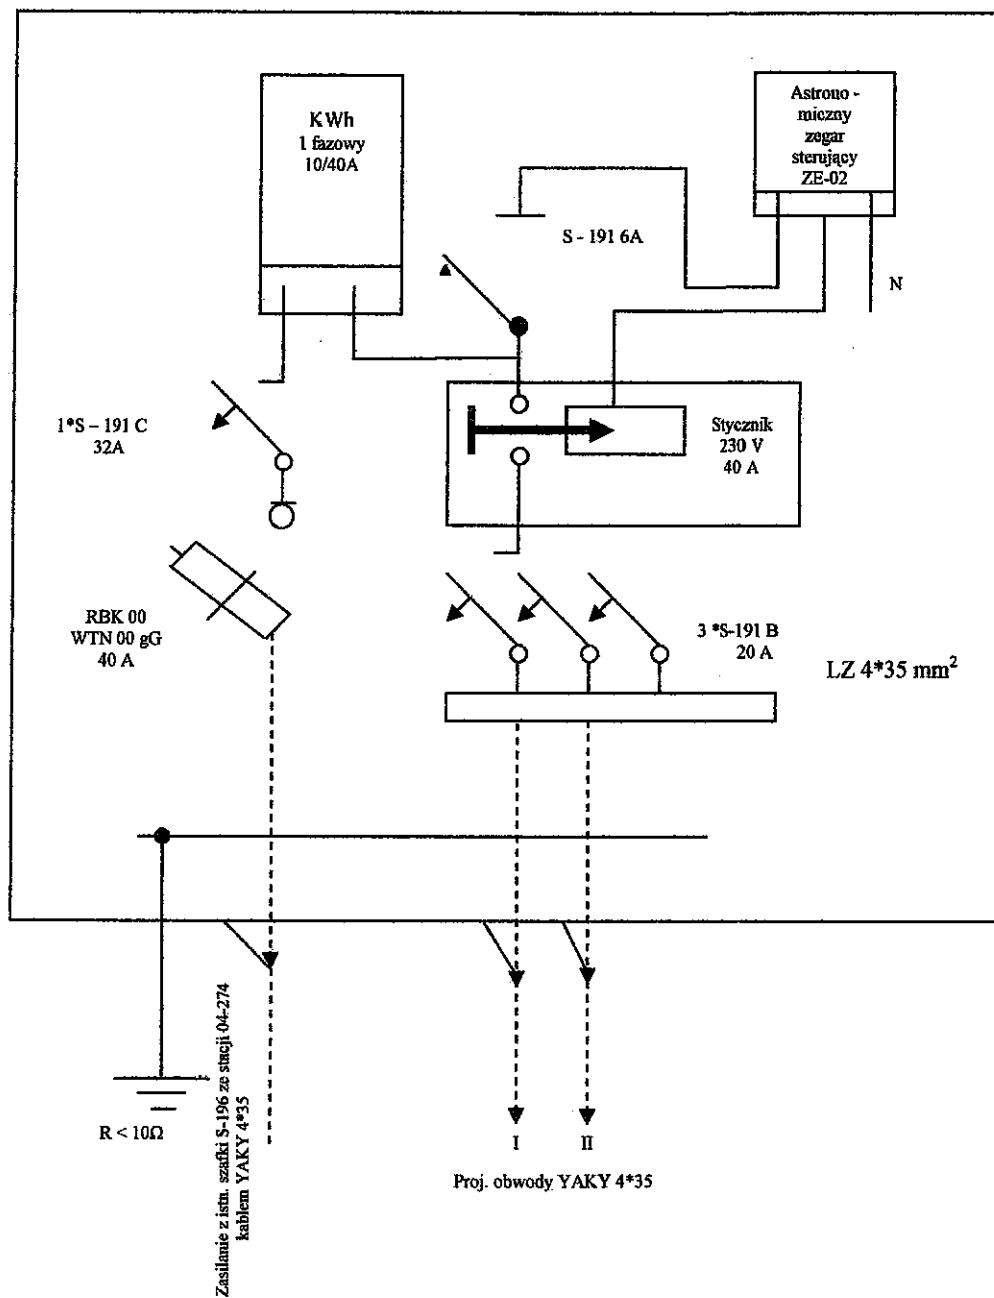 KWh
1 fazowy
10/40A
Astrono -
miczny
zegar
sterujący
ZE-02
S - 191 6A
N
1*S – 191 C
32A
Stycznik
230 V
40 A
RBK 00
WTN 00 gG
40 A
3 *S-191 B
20 A
LZ 4*35 mm²
R < 10Ω
Zasilanie z istn. szafki S-196 ze stacji 04-274
kablem YAKY 4*35
I
II
Proj. obwody YAKY 4*35